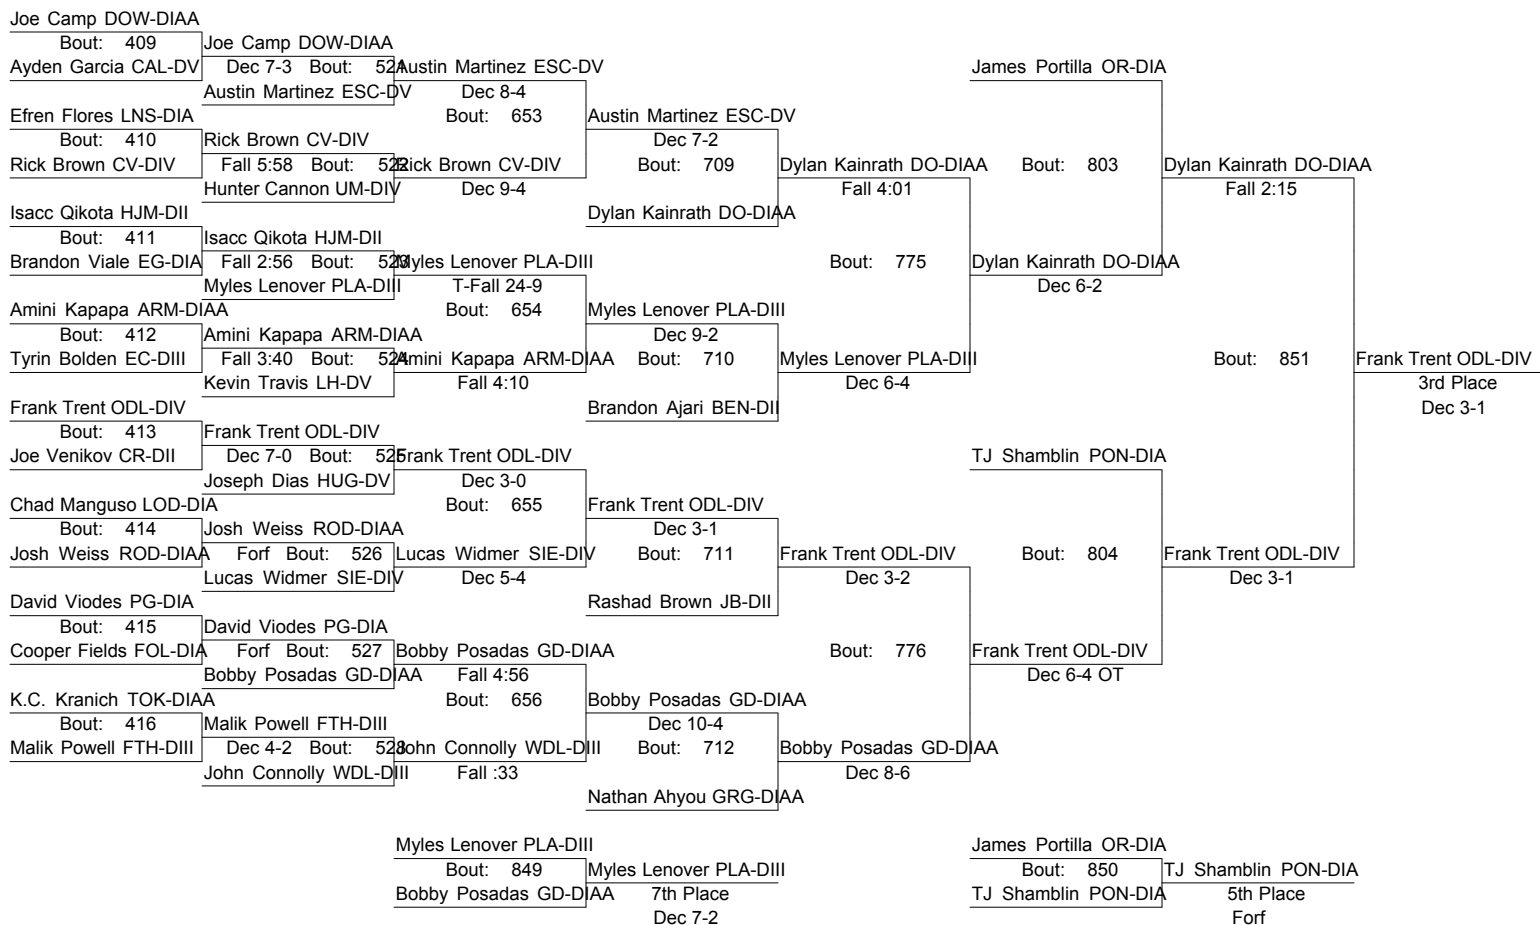 Joe Camp DOW-DIAA
Bout: 409 Joe Camp DOW-DIAA
Ayden Garcia CAL-DV Dec 7-3 Bout: 521 Austin Martinez ESC-DV James Portilla OR-DIA
Austin Martinez ESC-DV Dec 8-4
Efren Flores LNS-DIA Bout: 653 Austin Martinez ESC-DV
Bout: 410 Rick Brown CV-DIV Dec 7-2
Rick Brown CV-DIV Fall 5:58 Bout: 522 Rick Brown CV-DIV Bout: 709 Dylan Kainrath DO-DIAA Bout: 803 Dylan Kainrath DO-DIAA
Hunter Cannon UM-DIV Dec 9-4 Fall 4:01 Fall 2:15
Isacc Qikota HJM-DII Dylan Kainrath DO-DIAA
Bout: 411 Isacc Qikota HJM-DII
Brandon Viale EG-DIA Fall 2:56 Bout: 523 Myles Lenover PLA-DIII Bout: 775 Dylan Kainrath DO-DIAA
Myles Lenover PLA-DIII T-Fall 24-9 Dec 6-2
Amini Kapapa ARM-DIAA Bout: 654 Myles Lenover PLA-DIII
Bout: 412 Amini Kapapa ARM-DIAA Dec 9-2
Tyrin Bolden EC-DIII Fall 3:40 Bout: 524 Amini Kapapa ARM-DIAA Bout: 710 Myles Lenover PLA-DIII Bout: 851 Frank Trent ODL-DIV
Kevin Travis LH-DV Fall 4:10 Dec 6-4 3rd Place
Frank Trent ODL-DIV Brandon Ajari BEN-DII Dec 3-1
Bout: 413 Frank Trent ODL-DIV
Joe Venikov CR-DII Dec 7-0 Bout: 525 Frank Trent ODL-DIV TJ Shamblin PON-DIA
Joseph Dias HUG-DV Dec 3-0
Chad Manguso LOD-DIA Bout: 655 Frank Trent ODL-DIV
Bout: 414 Josh Weiss ROD-DIAA Dec 3-1
Josh Weiss ROD-DIAA Forf Bout: 526 Lucas Widmer SIE-DIV Bout: 711 Frank Trent ODL-DIV Bout: 804 Frank Trent ODL-DIV
Lucas Widmer SIE-DIV Dec 5-4 Dec 3-2 Dec 3-1
David Viodes PG-DIA Rashad Brown JB-DII
Bout: 415 David Viodes PG-DIA
Cooper Fields FOL-DIA Forf Bout: 527 Bobby Posadas GD-DIAA Bout: 776 Frank Trent ODL-DIV
Bobby Posadas GD-DIAA Fall 4:56 Dec 6-4 OT
K.C. Kranich TOK-DIAA Bout: 656 Bobby Posadas GD-DIAA
Bout: 416 Malik Powell FTH-DIII Dec 10-4
Malik Powell FTH-DIII Dec 4-2 Bout: 528 John Connolly WDL-DIII Bout: 712 Bobby Posadas GD-DIAA
John Connolly WDL-DIII Fall :33 Dec 8-6
Nathan Ahyou GRG-DIAA
Myles Lenover PLA-DIII James Portilla OR-DIA
Bout: 849 Myles Lenover PLA-DIII Bout: 850 TJ Shamblin PON-DIA
Bobby Posadas GD-DIAA 7th Place TJ Shamblin PON-DIA 5th Place
Dec 7-2 Forf